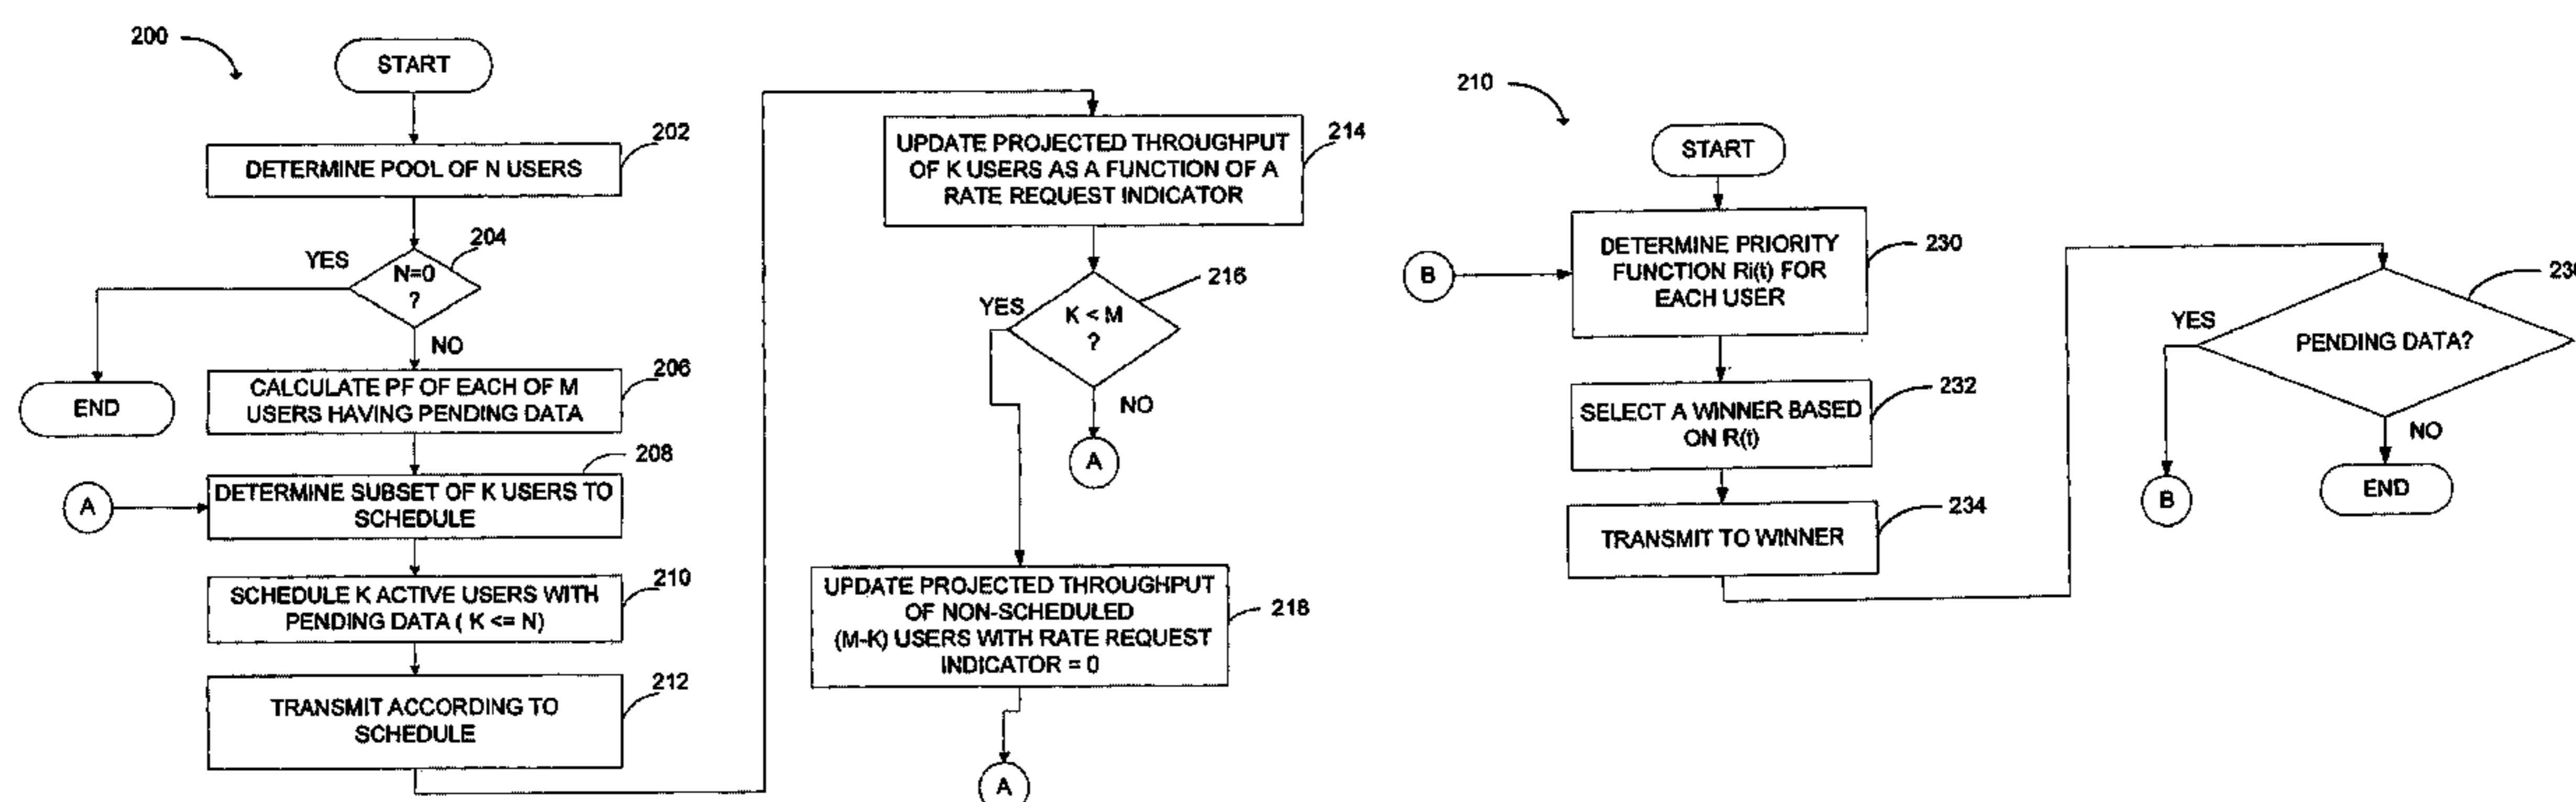 200
START
202
DETERMINE POOL OF N USERS
204
YES
N=0
?
NO
END
206
CALCULATE PF OF EACH OF M
USERS HAVING PENDING DATA
208
A
DETERMINE SUBSET OF K USERS TO
SCHEDULE
210
SCHEDULE K ACTIVE USERS WITH
PENDING DATA ( K <= N)
212
TRANSMIT ACCORDING TO
SCHEDULE
214
UPDATE PROJECTED THROUGHPUT
OF K USERS AS A FUNCTION OF A
RATE REQUEST INDICATOR
216
YES
K < M
?
NO
A
218
UPDATE PROJECTED THROUGHPUT
OF NON-SCHEDULED
(M-K) USERS WITH RATE REQUEST
INDICATOR = 0
A
210
START
B
230
DETERMINE PRIORITY
FUNCTION Ri(t) FOR
EACH USER
232
SELECT A WINNER BASED
ON R(t)
234
TRANSMIT TO WINNER
YES
PENDING DATA?
NO
B
END